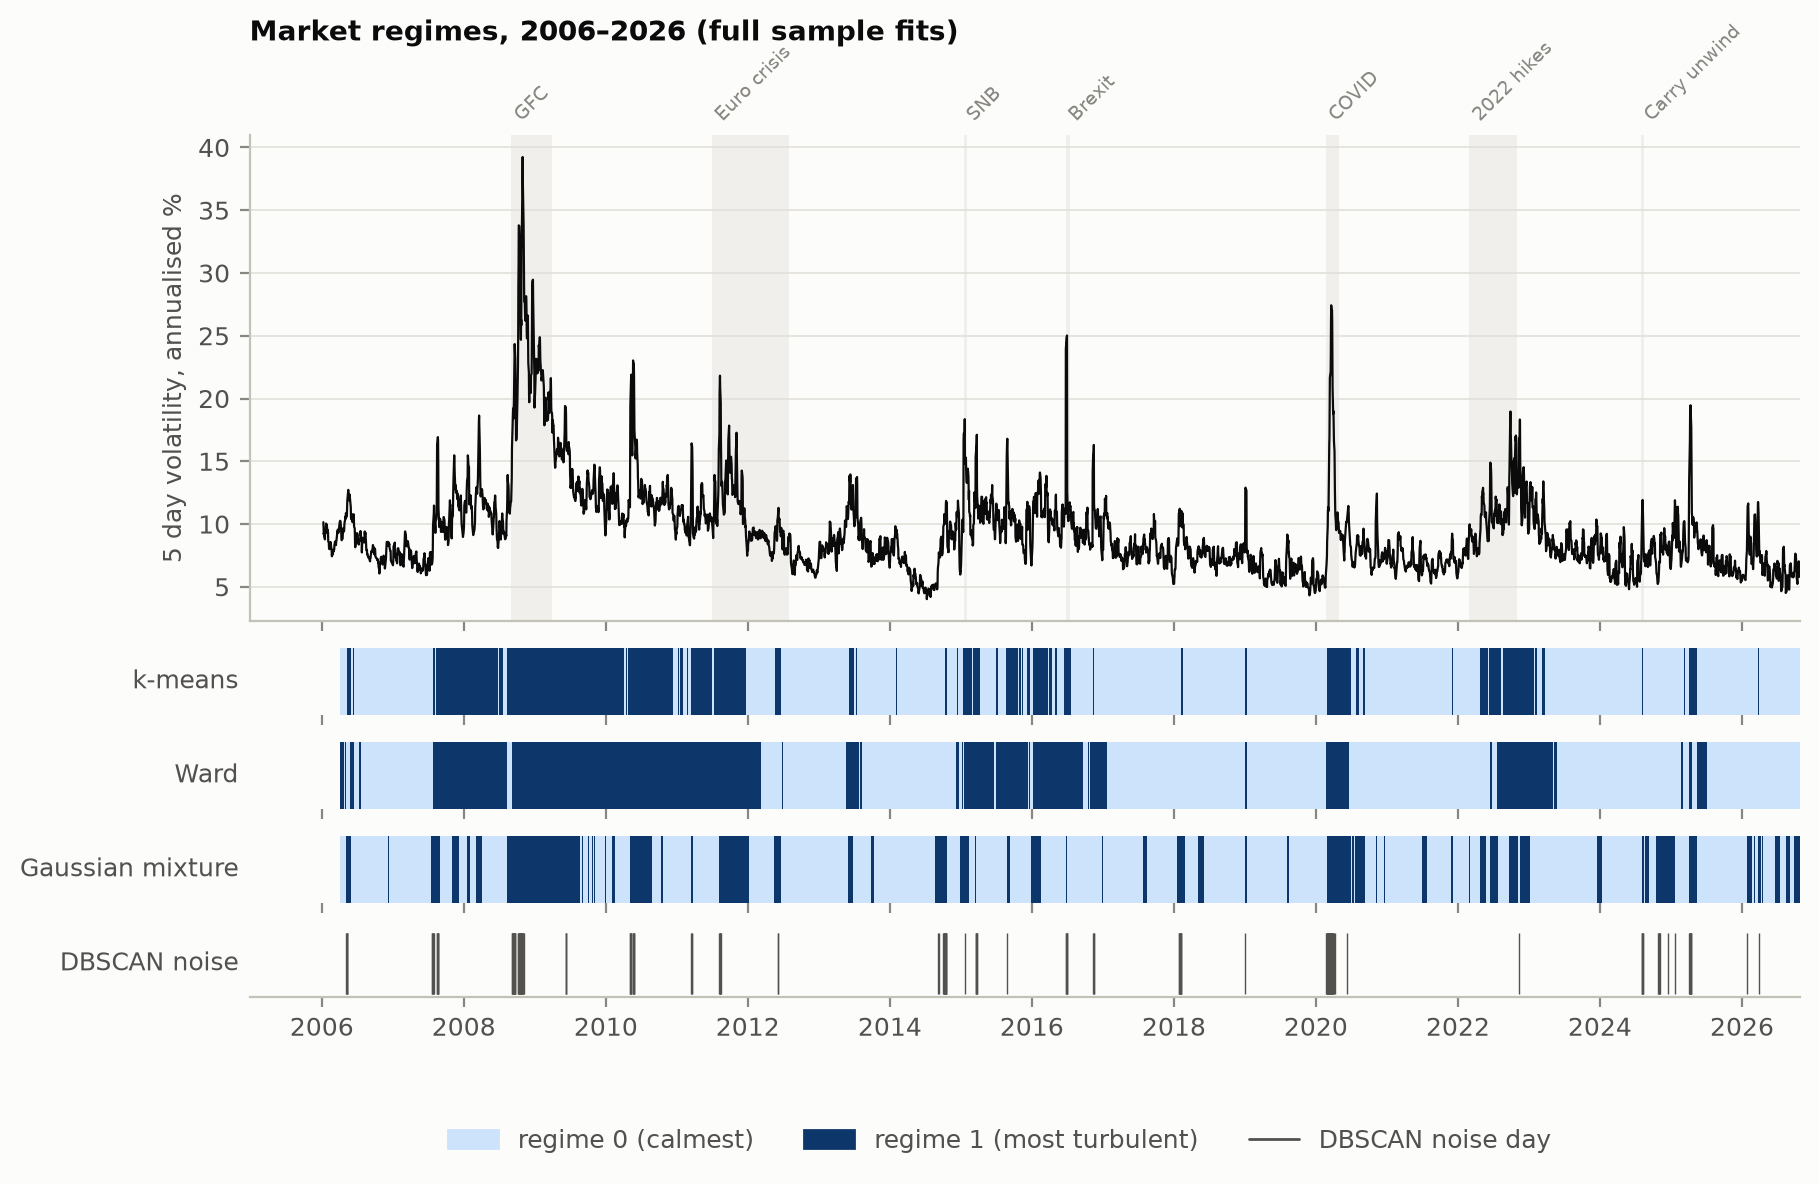 Market regimes, 2006–2026 (full sample fits)
GFC
Euro crisis
SNB
Brexit
COVID
2022 hikes
Carry unwind
5 day volatility, annualised %
40
35
30
25
20
15
10
5
k-means
Ward
Gaussian mixture
DBSCAN noise
2006 2008 2010 2012 2014 2016 2018 2020 2022 2024 2026
regime 0 (calmest) regime 1 (most turbulent) DBSCAN noise day